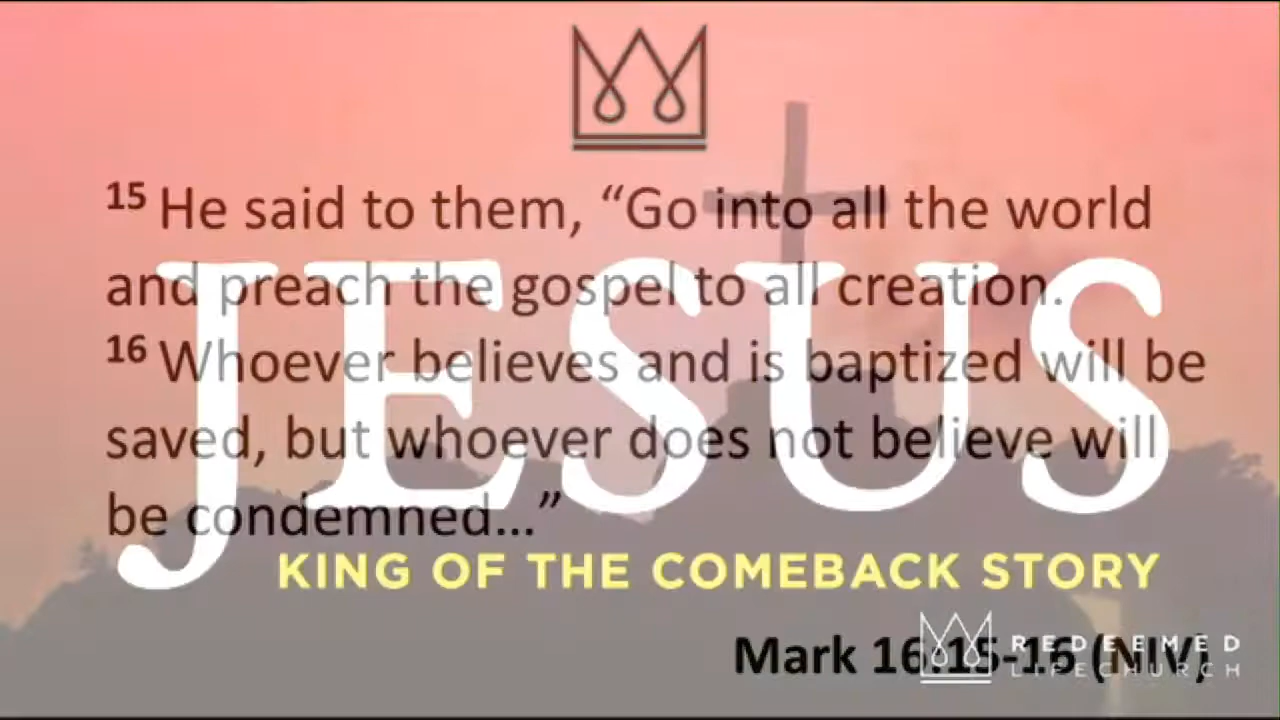 15 He said to them, “Go into all the world
and preach the gospel to all creation.
16 Whoever believes and is baptized will be
saved, but whoever does not believe will
be condemned...”
JESUS
KING OF THE COMEBACK STORY
Mark 16:15-16 (NIV)
REDEEMED
LIFECHURCH